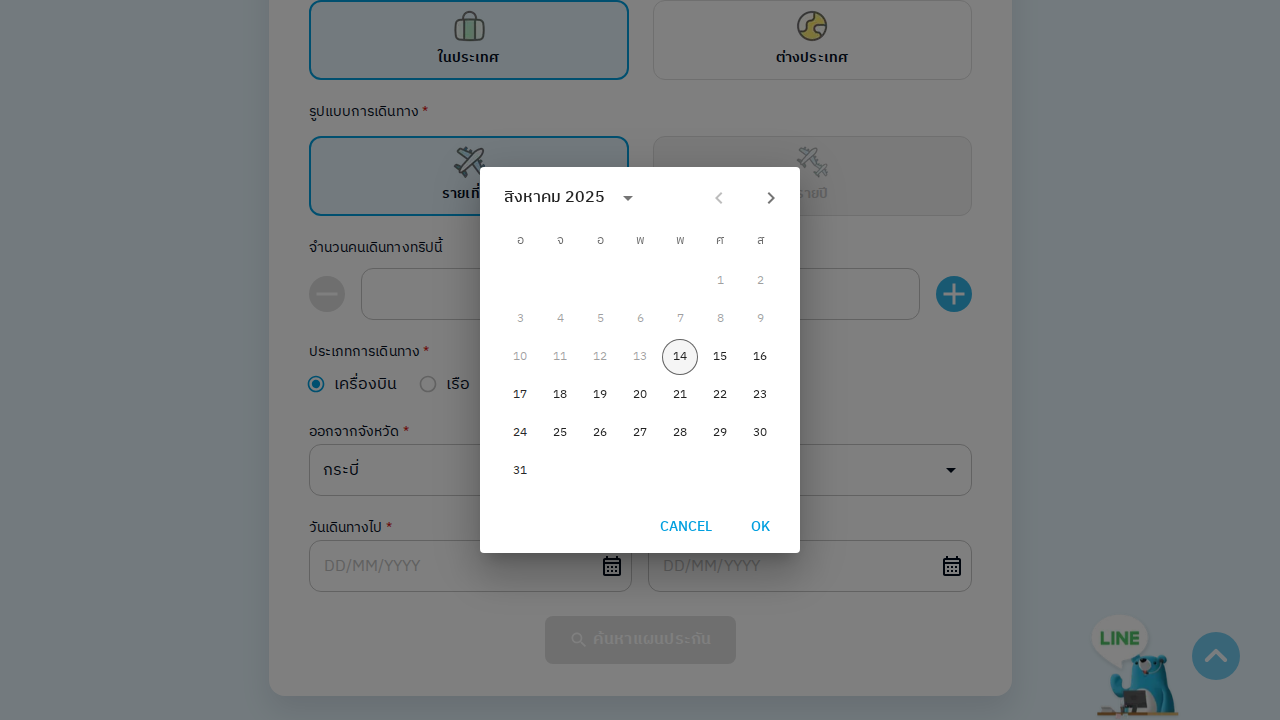 ในประเทศ
ต่างประเทศ
รูปแบบการเดินทาง *
รายเที่
รายปี
สิงหาคม 2025
อ จ อ พ พ ศ ส
1 2
3 4 5 6 7 8 9
10 11 12 13 14 15 16
17 18 19 20 21 22 23
24 25 26 27 28 29 30
31
CANCEL OK
จำนวนคนเดินทางทริปนี้
ประเภทการเดินทาง *
เครื่องบิน เรือ
ออกจากจังหวัด *
กระบี่
วันเดินทางไป *
DD/MM/YYYY DD/MM/YYYY
ค้นหาแผนประกัน
LINE